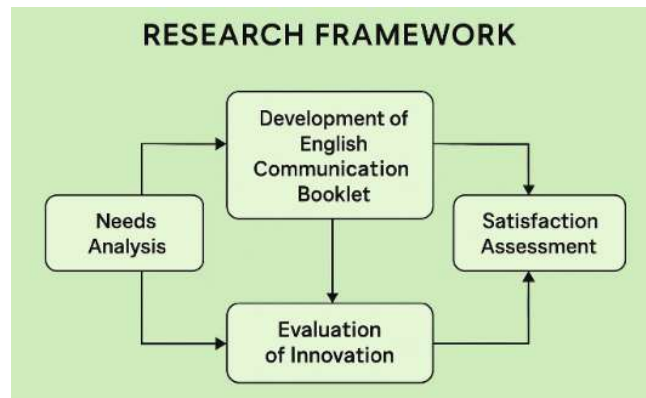 RESEARCH FRAMEWORK
Development of
English
Communication
Booklet
Needs
Analysis
Satisfaction
Assessment
Evaluation
of Innovation